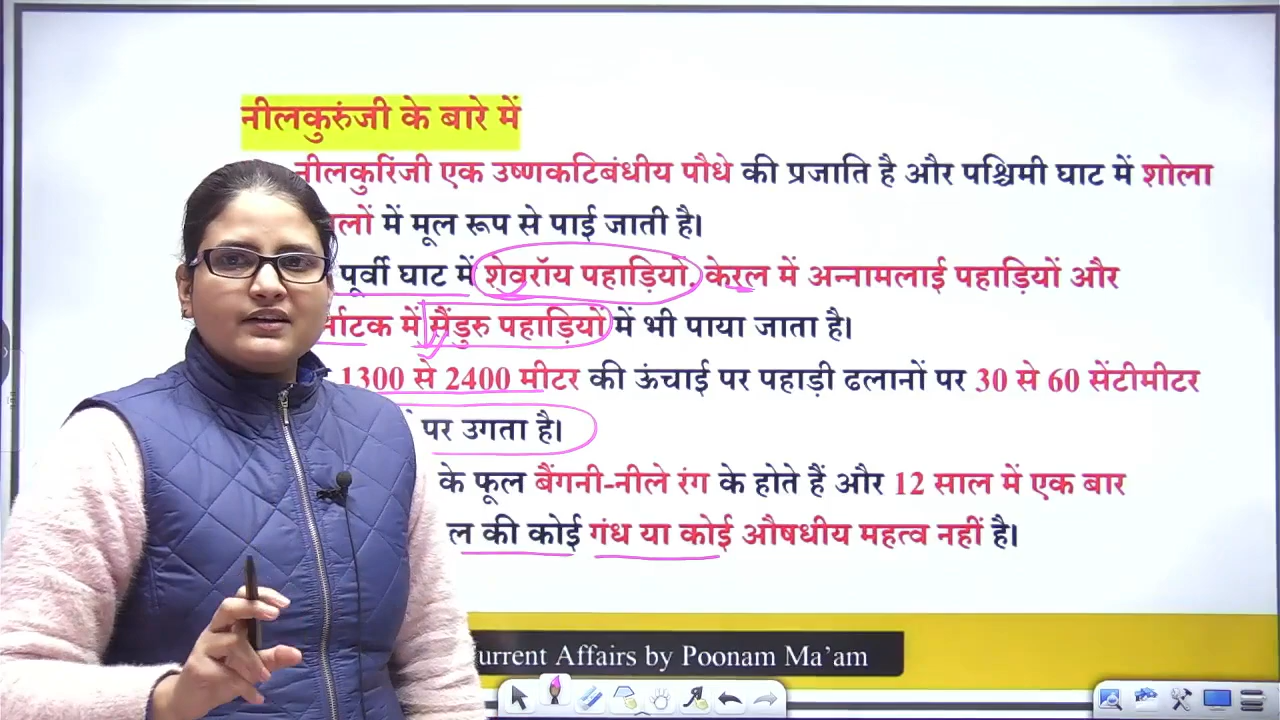 नीलकुरुंजी के बारे में
नीलकुरिंजी एक उष्णकटिबंधीय पौधे की प्रजाति है और पश्चिमी घाट में शोला
में मूल रूप से पाई जाती है।
पूर्वी घाट में शेवरॉय पहाड़ियों, केरल में अन्नामलाई पहाड़ियों और
में सैंडुरु पहाड़ियों में भी पाया जाता है।
1300 से 2400 मीटर की ऊंचाई पर पहाड़ी ढलानों पर 30 से 60 सेंटीमीटर
पर उगता है।
के फूल बैंगनी-नीले रंग के होते हैं और 12 साल में एक बार
की कोई गंध या कोई औषधीय महत्व नहीं है।
Current Affairs by Poonam Ma'am